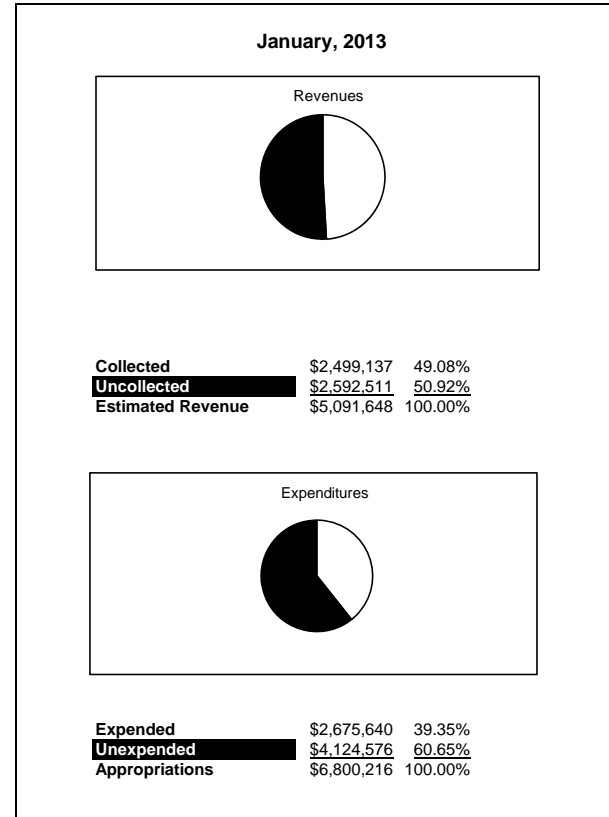 January, 2013
Revenues
Collected $2,499,137 49.08%
Uncollected $2,592,511 50.92%
Estimated Revenue $5,091,648 100.00%
Expenditures
Expended $2,675,640 39.35%
Unexpended $4,124,576 60.65%
Appropriations $6,800,216 100.00%